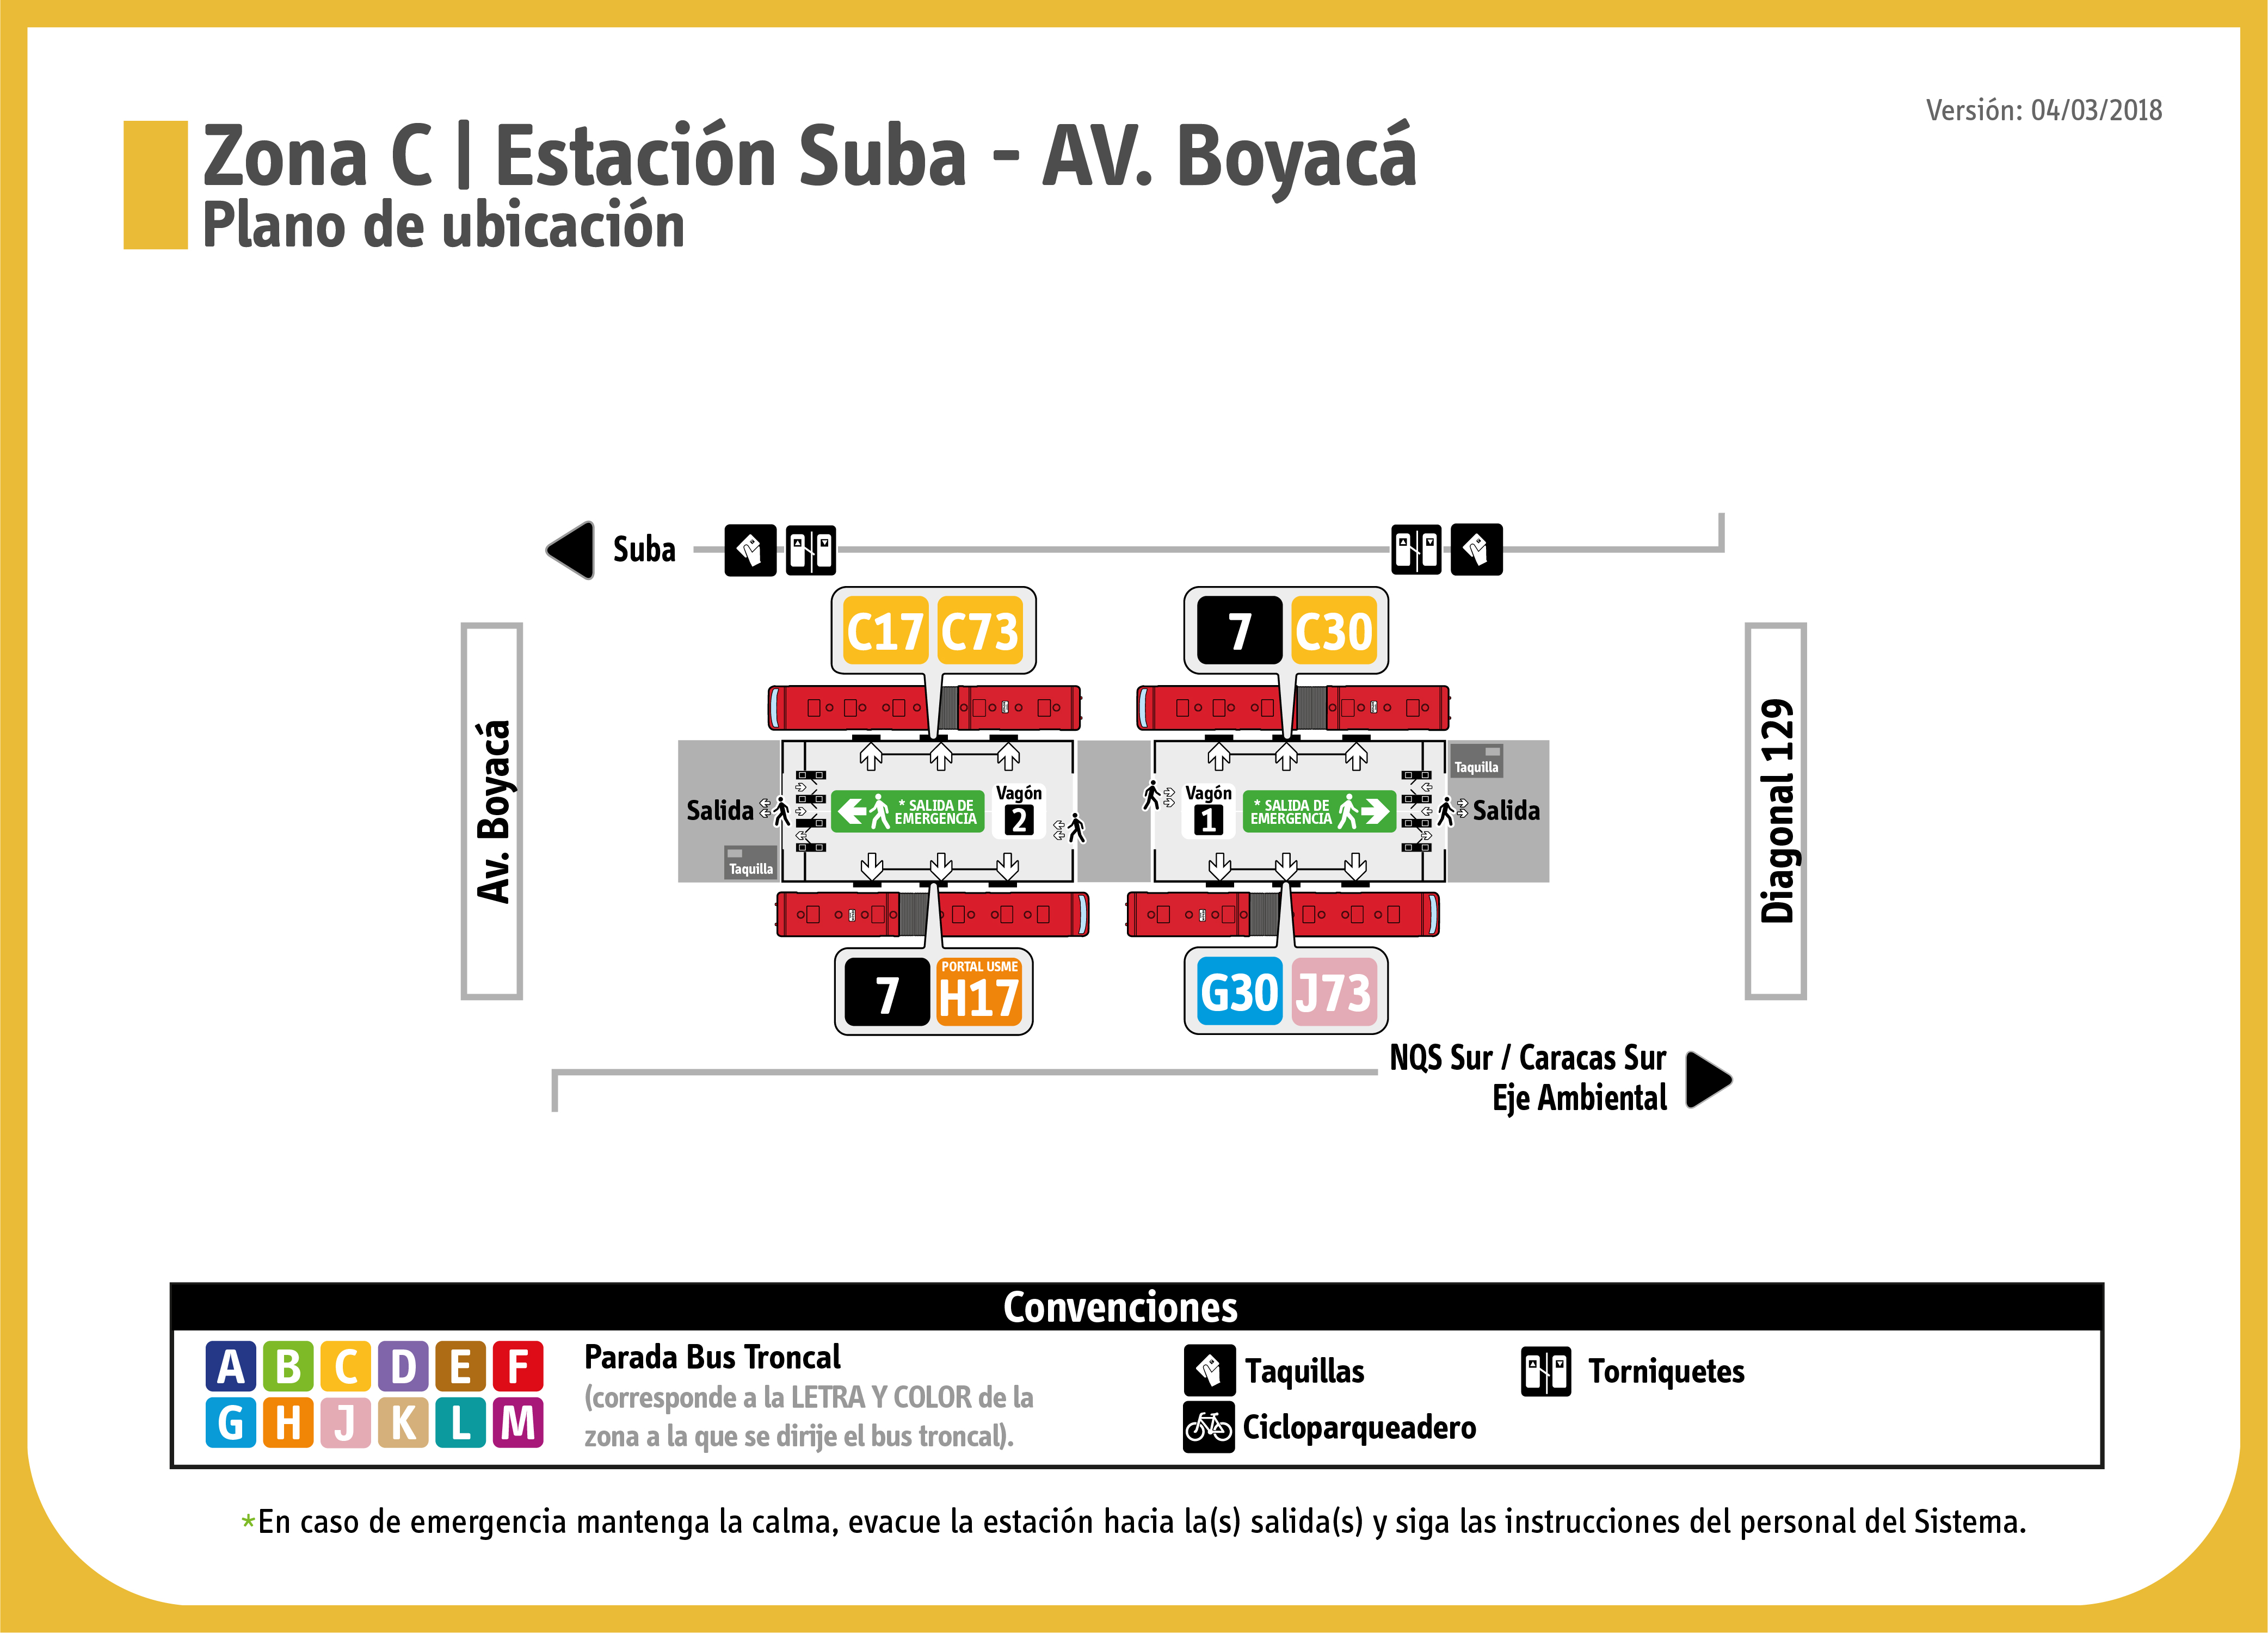 Versión: 04/03/2018
Zona C | Estación Suba - AV. Boyacá
Plano de ubicación
Suba
C17 C73
7 C30
Av. Boyacá
Diagonal 129
Taquilla
Salida
* SALIDA DE
EMERGENCIA
Vagón
2
Vagón
1
* SALIDA DE
EMERGENCIA
Salida
Taquilla
7
PORTAL USME
H17
G30 J73
NQS Sur / Caracas Sur
Eje Ambiental
Convenciones
A B C D E F
G H J K L M
Parada Bus Troncal
(corresponde a la LETRA Y COLOR de la
zona a la que se dirije el bus troncal).
Taquillas
Torniquetes
Cicloparqueadero
*En caso de emergencia mantenga la calma, evacue la estación hacia la(s) salida(s) y siga las instrucciones del personal del Sistema.